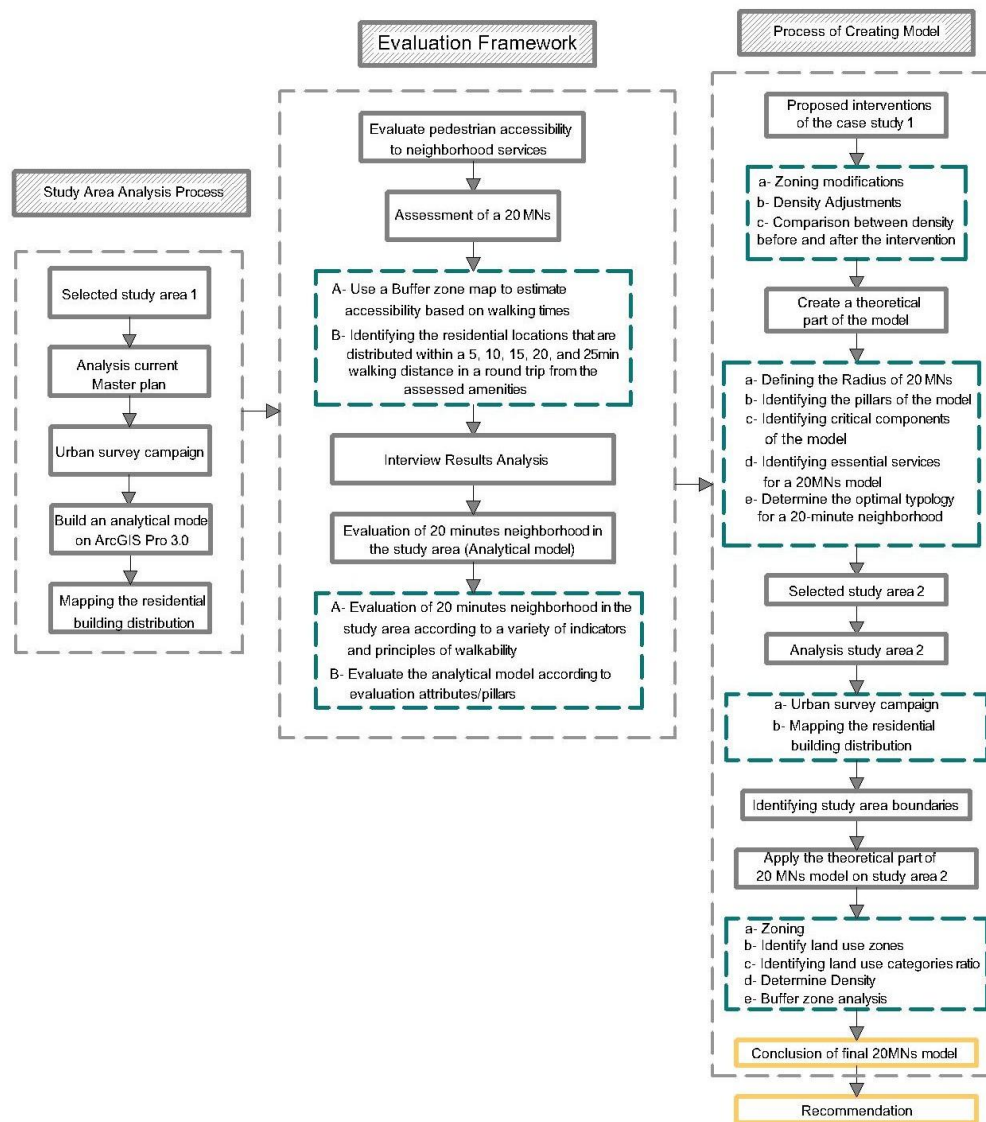 Study Area Analysis Process
Selected study area 1
Analysis current
Master plan
Urban survey campaign
Build an analytical mode
on ArcGIS Pro 3.0
Mapping the residential
building distribution
Evaluation Framework
Evaluate pedestrian accessibility
to neighborhood services
Assessment of a 20 MNs
A- Use a Buffer zone map to estimate
accessibility based on walking times
B- Identifying the residential locations that are
distributed within a 5, 10, 15, 20, and 25min
walking distance in a round trip from the
assessed amenities
Interview Results Analysis
Evaluation of 20 minutes neighborhood in
the study area (Analytical model)
A- Evaluation of 20 minutes neighborhood in the
study area according to a variety of indicators
and principles of walkability
B- Evaluate the analytical model according to
evaluation attributes/pillars
Process of Creating Model
Proposed interventions
of the case study 1
a- Zoning modifications
b- Density Adjustments
c- Comparison between density
before and after the intervention
Create a theoretical
part of the model
a- Defining the Radius of 20 MNs
b- Identifying the pillars of the model
c- Identifying critical components
of the model
d- Identifying essential services
for a 20MNs model
e- Determine the optimal typology
for a 20-minute neighborhood
Selected study area 2
Analysis study area 2
a- Urban survey campaign
b- Mapping the residential
building distribution
Identifying study area boundaries
Apply the theoretical part of
20 MNs model on study area 2
a- Zoning
b- Identify land use zones
c- Identifying land use categories ratio
d- Determine Density
e- Buffer zone analysis
Conclusion of final 20MNs model
Recommendation